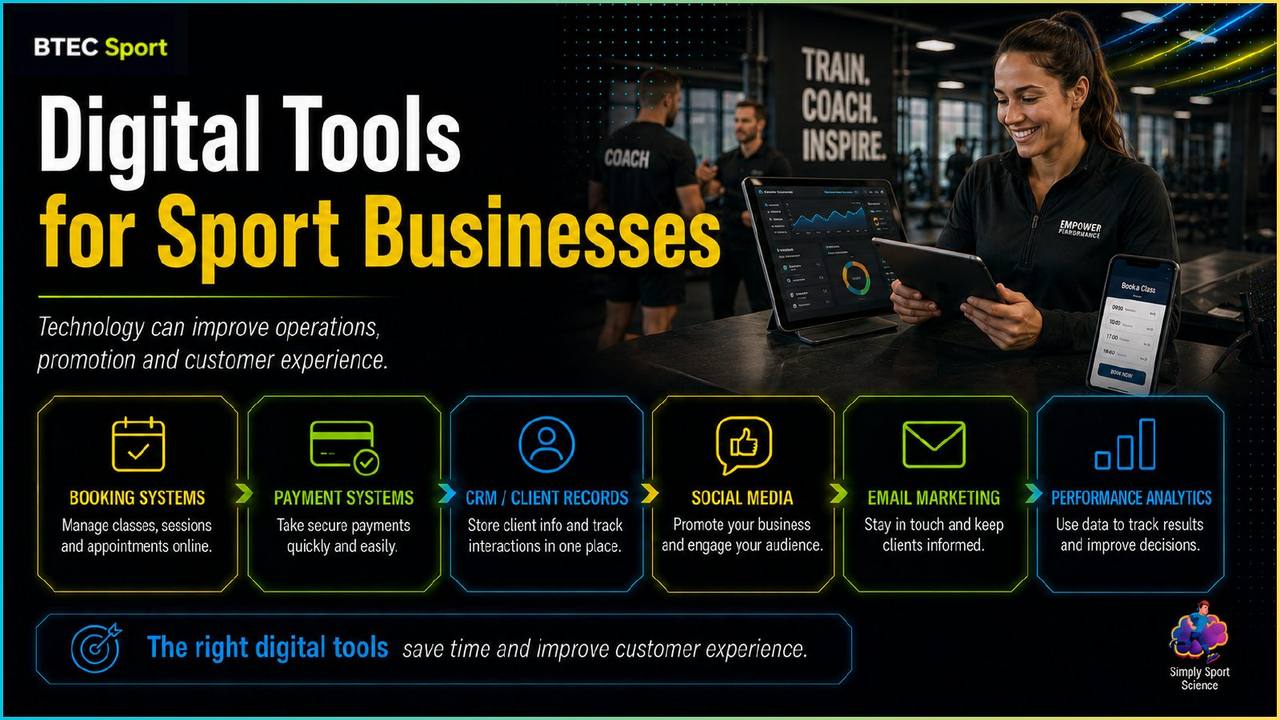 BTEC Sport
Digital Tools
for Sport Businesses
Technology can improve operations,
promotion and customer experience.
TRAIN.
COACH.
INSPIRE.
COACH
EMPOWER
Book a Class
BOOK NOW
BOOKING SYSTEMS
Manage classes, sessions
and appointments online.
PAYMENT SYSTEMS
Take secure payments
quickly and easily.
CRM / CLIENT RECORDS
Store client info and track
interactions in one place.
SOCIAL MEDIA
Promote your business
and engage your audience.
EMAIL MARKETING
Stay in touch and keep
clients informed.
PERFORMANCE ANALYTICS
Use data to track results
and improve decisions.
The right digital tools save time and improve customer experience.
Simply Sport
Science